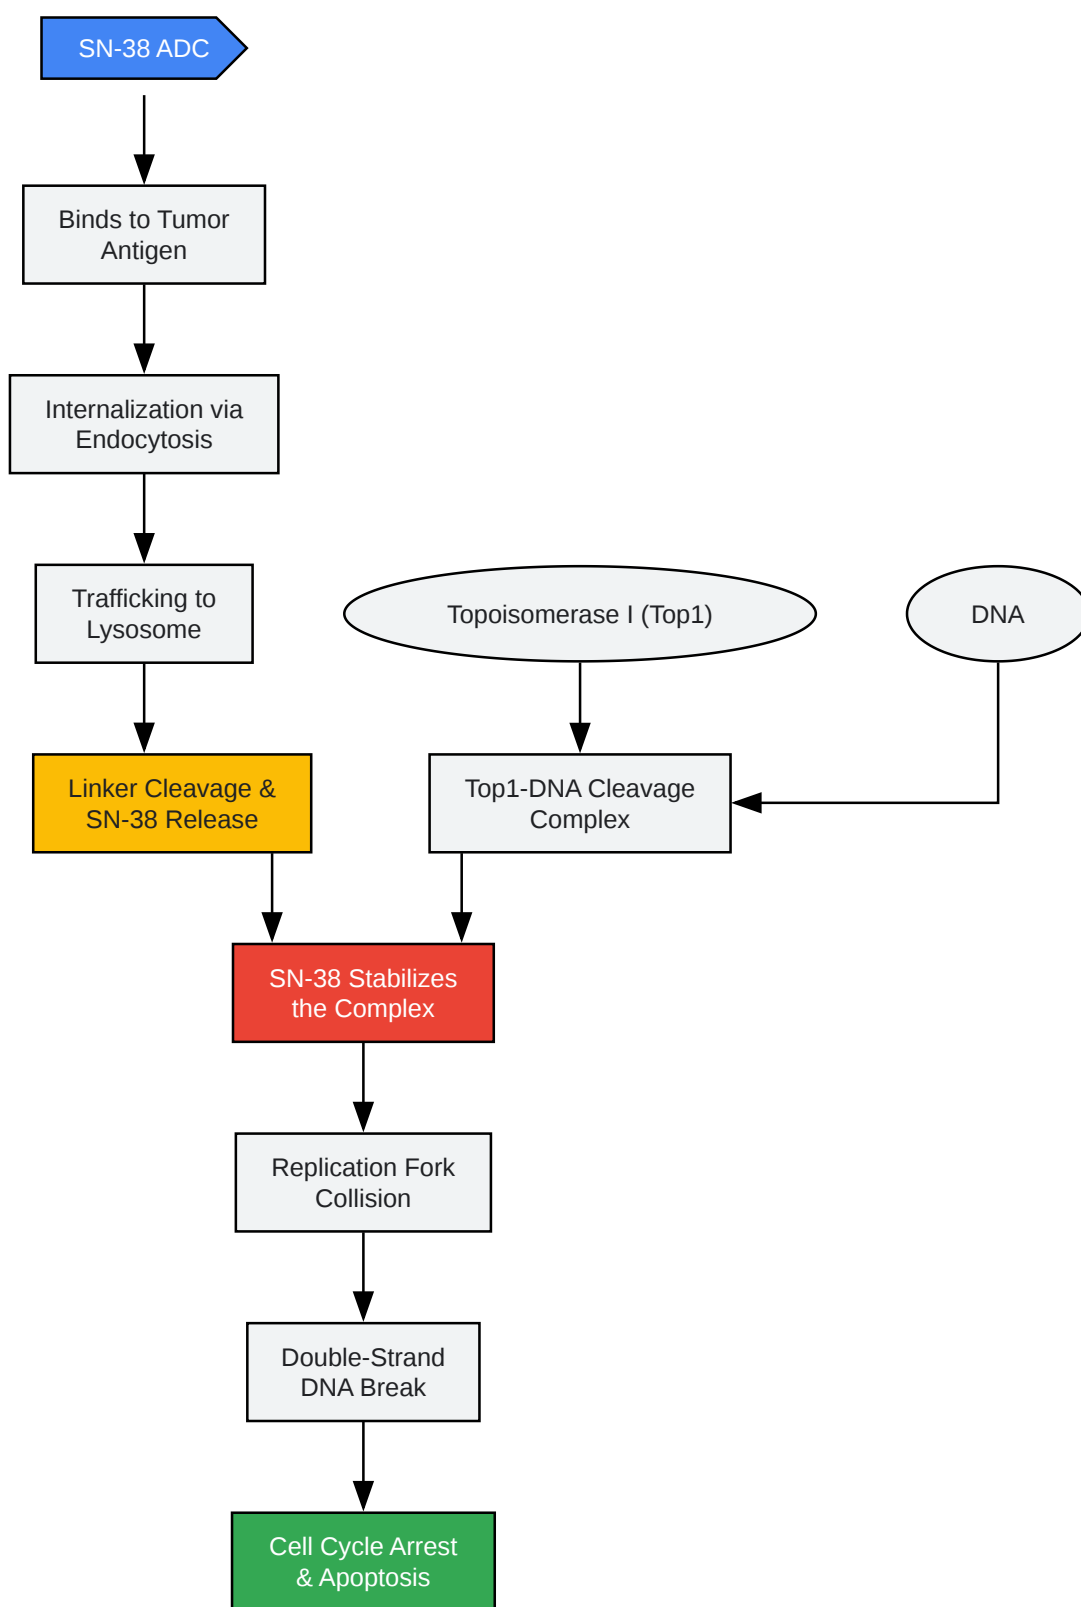 SN-38 ADC
Binds to Tumor
Antigen
Internalization via
Endocytosis
Trafficking to
Lysosome
Topoisomerase I (Top1)
DNA
Linker Cleavage &
SN-38 Release
Top1-DNA Cleavage
Complex
SN-38 Stabilizes
the Complex
Replication Fork
Collision
Double-Strand
DNA Break
Cell Cycle Arrest
& Apoptosis